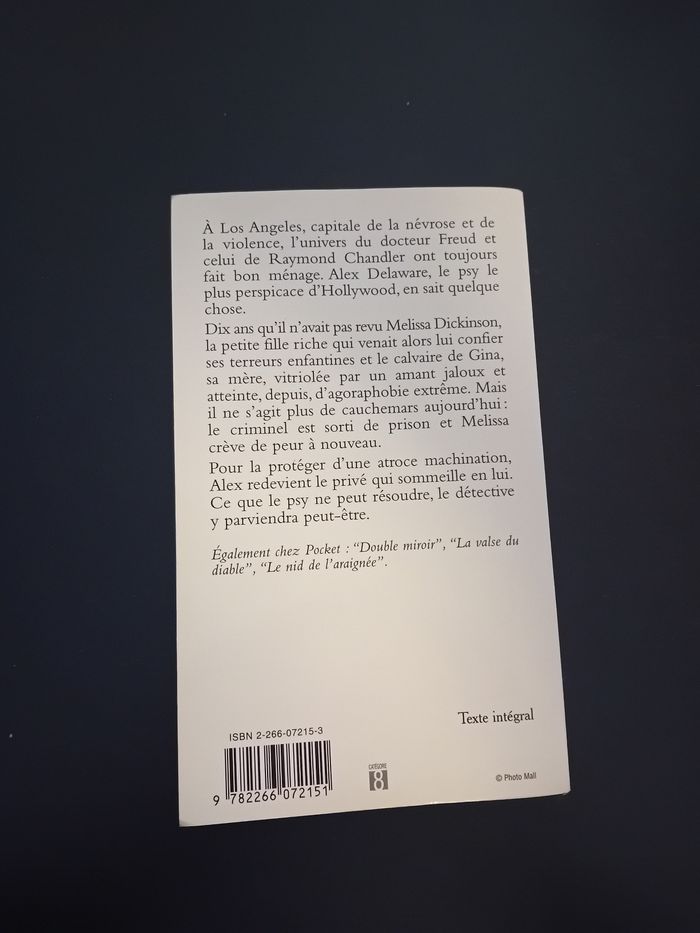 À Los Angeles, capitale de la névrose et de
la violence, l'univers du docteur Freud et
celui de Raymond Chandler ont toujours
fait bon ménage. Alex Delaware, le psy le
plus perspicace d'Hollywood, en sait quelque
chose.
Dix ans qu'il n'avait pas revu Melissa Dickinson,
la petite fille riche qui venait alors lui confier
ses terreurs enfantines et le calvaire de Gina,
sa mère, vitriolée par un amant jaloux et
atteinte, depuis, d'agoraphobie extrême. Mais
il ne s'agit plus de cauchemars aujourd'hui :
le criminel est sorti de prison et Melissa
crève de peur à nouveau.
Pour la protéger d'une atroce machination,
Alex redevient le privé qui sommeille en lui.
Ce que le psy ne peut résoudre, le détective
y parviendra peut-être.
Également chez Pocket : "Double miroir", "La valse du
diable", "Le nid de l'araignée".
Texte intégral
ISBN 2-266-07215-3
9 782266 072151
CATÉGORIE
8
© Photo Mall